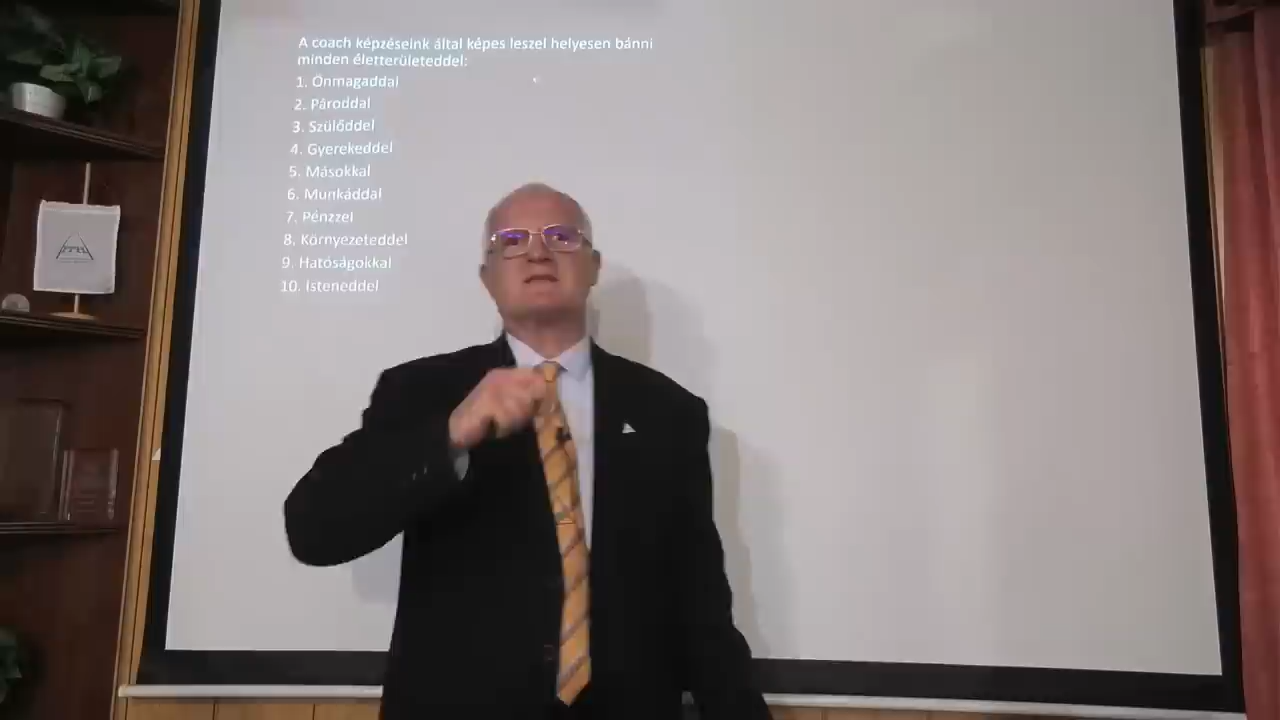 A coach képzéseink által képes leszel helyesen bánni
minden életterületeddel:
1. Önmagaddal
2. Pároddal
3. Szülőddel
4. Gyerekeddel
5. Másokkal
6. Munkáddal
7. Pénzzel
8. Környezeteddel
9. Hatóságokkal
10. Isteneddel